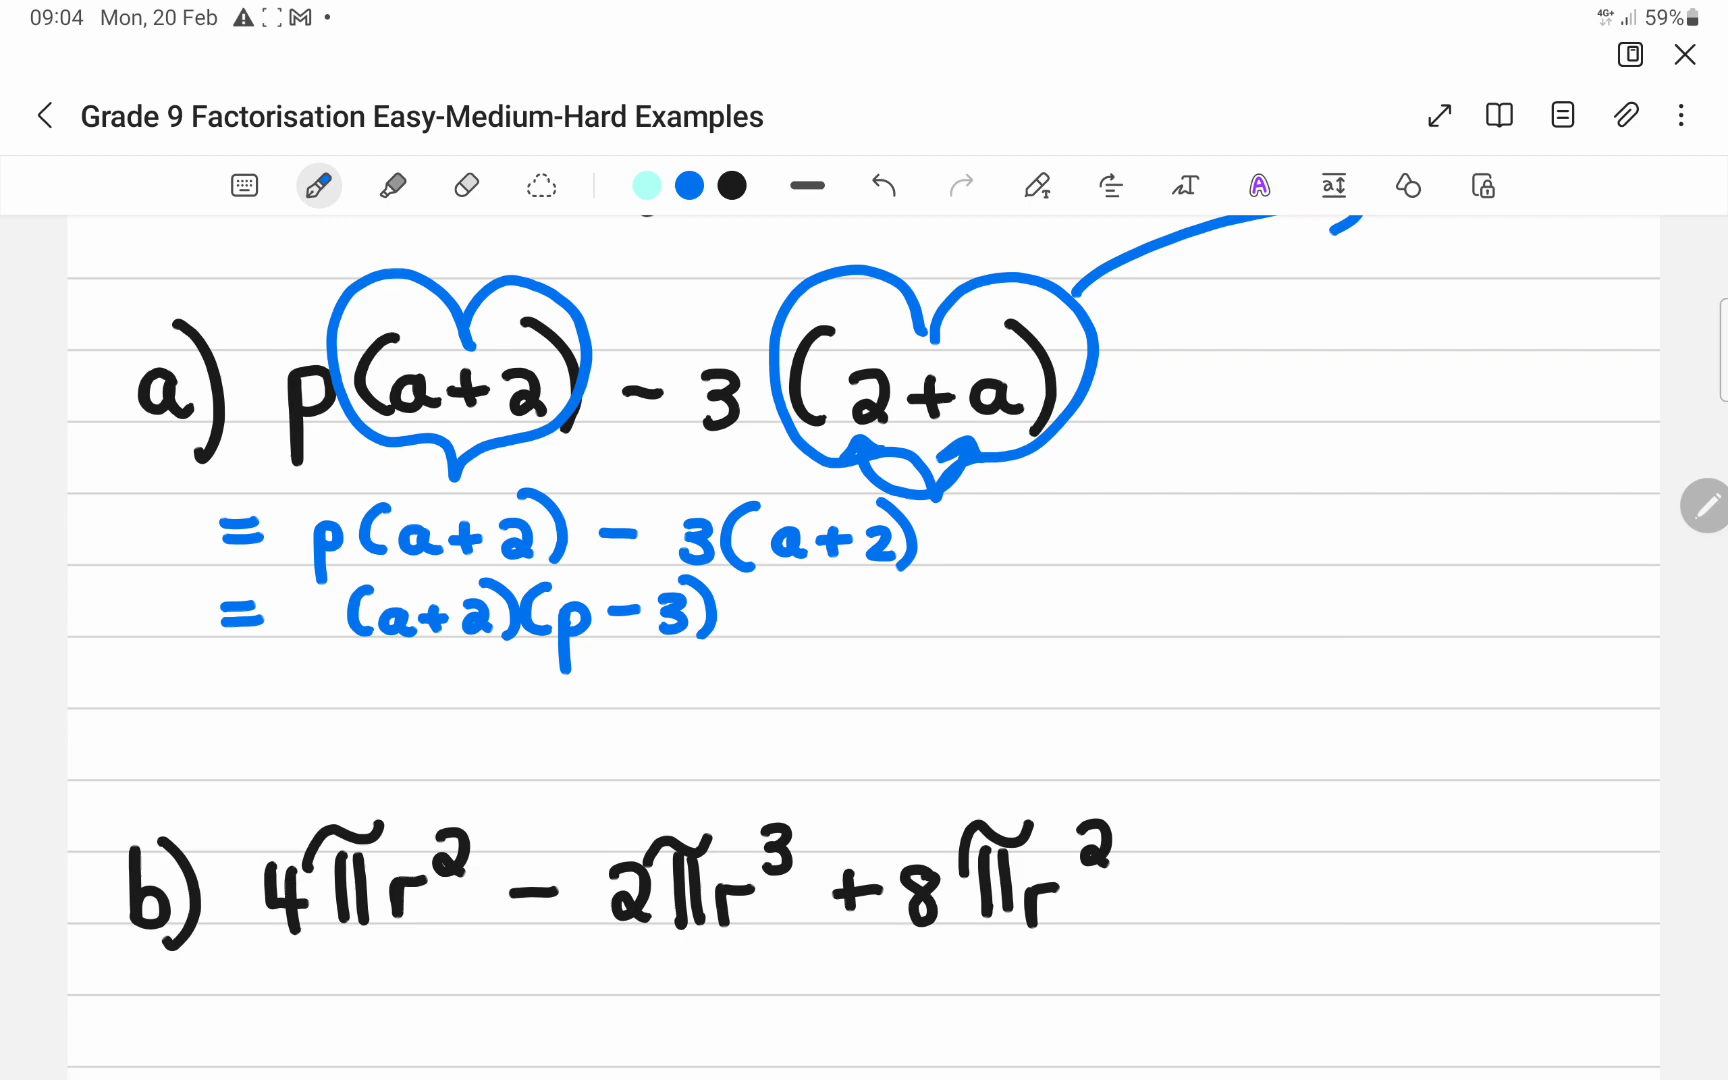 09:04 Mon, 20 Feb 4G+ 59%
Grade 9 Factorisation Easy-Medium-Hard Examples
a) p(a+2) - 3(2+a)
= p(a+2) - 3(a+2)
= (a+2)(p-3)
b) 4πr² - 2πr³ + 8πr²